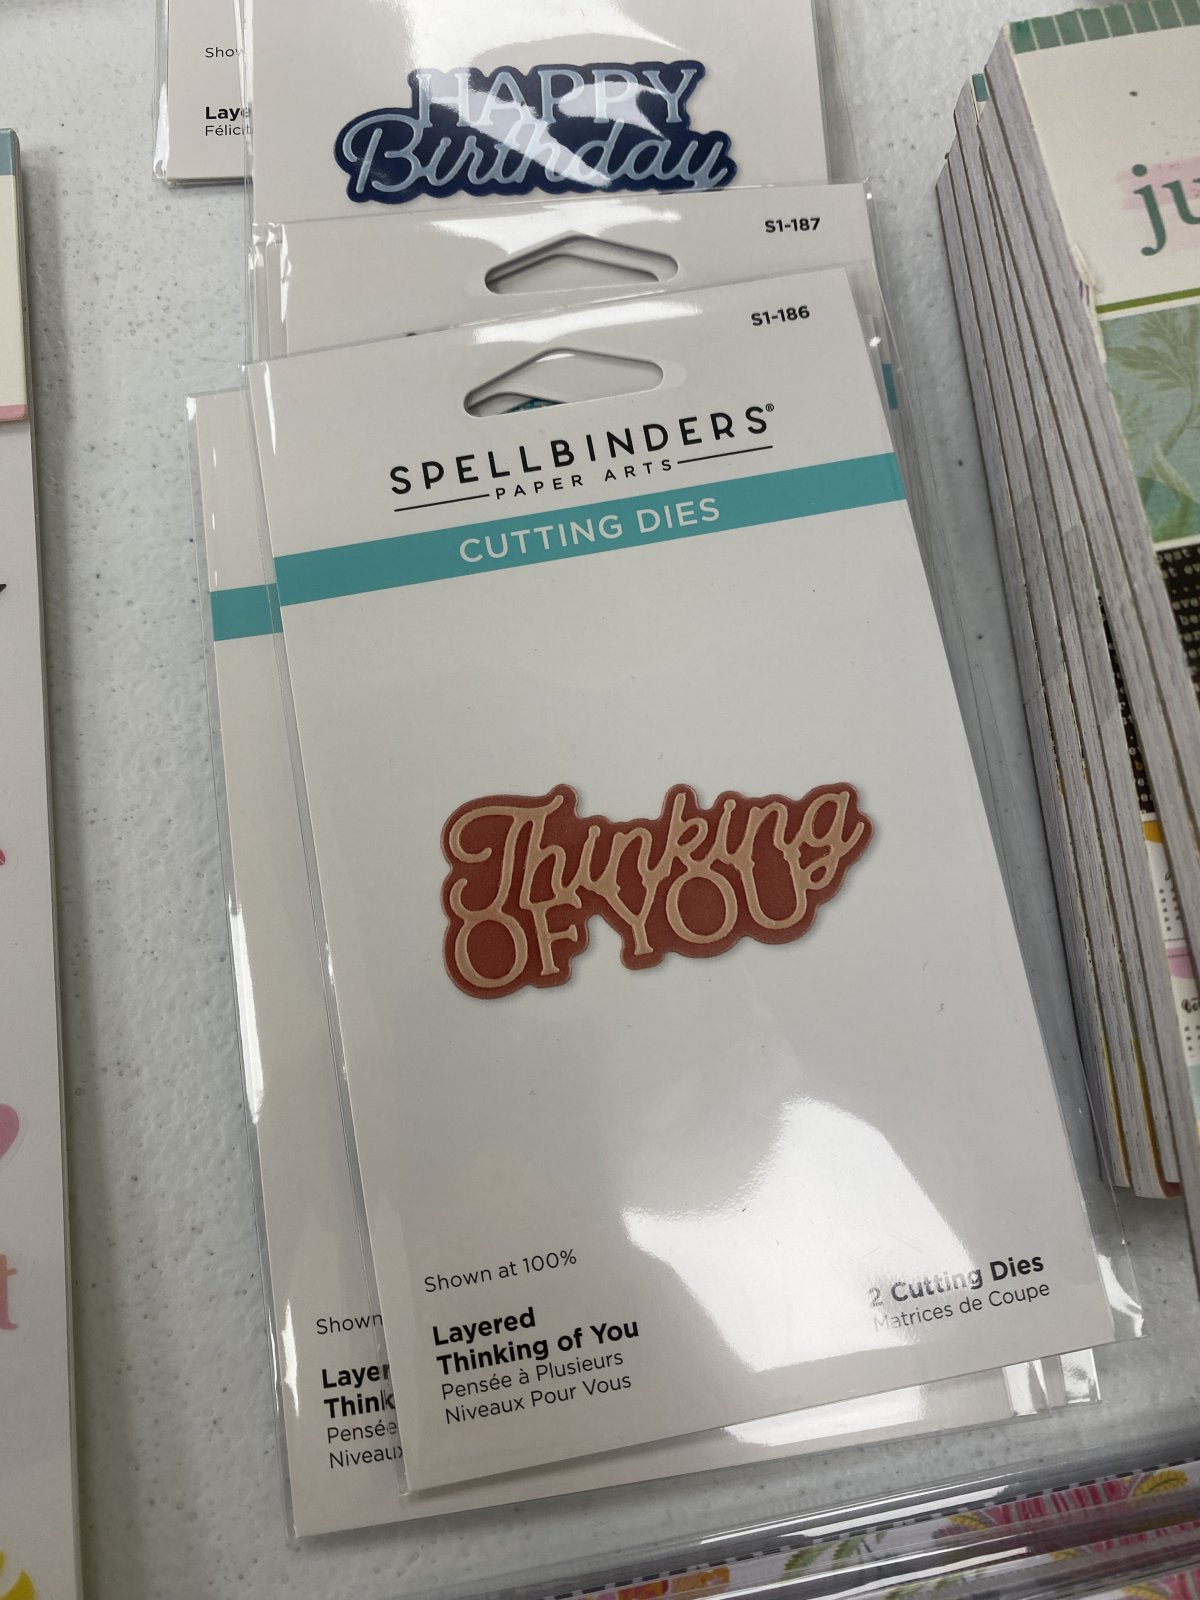 Show
Laye
Félicit
HAPPY
Birthday
S1-187
S1-186
SPELLBINDERS®
PAPER ARTS
CUTTING DIES
Thinking
OF YOU
Shown at 100%
Layered
Thinking of You
Pensée à Plusieurs
Niveaux Pour Vous
2 Cutting Dies
Matrices de Coupe
Shown
Layer
Think
Pensée
Niveaux
ju